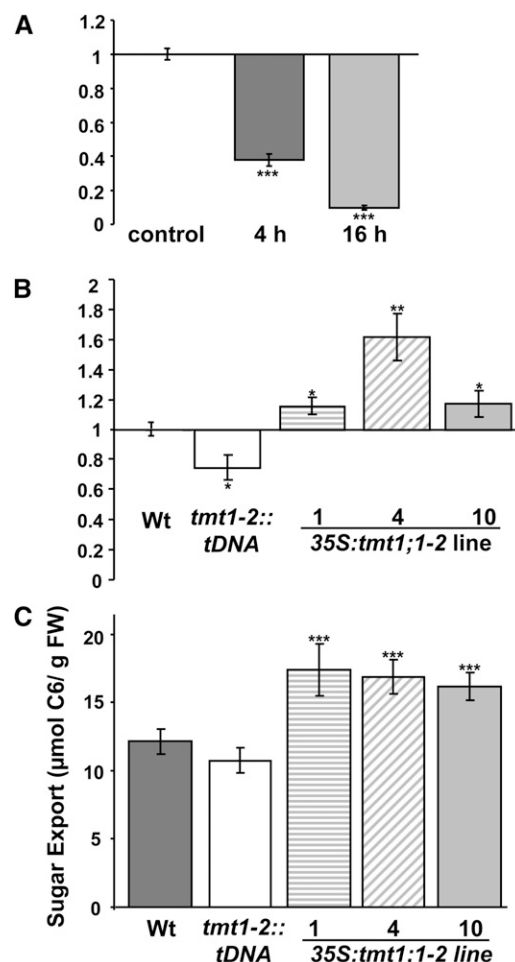 A
1.2
1
0.8
0.6
0.4
0.2
0
***
***
control 4 h 16 h
B
2
1.8
1.6
1.4
1.2
1
0.8
0.6
0.4
0.2
0
*
*
**
*
Wt tmt1-2:: tDNA
1 4 10
35S:tmt1;1-2 line
C
Sugar Export (µmol C6/ g FW)
20
15
10
5
0
***
***
***
Wt tmt1-2:: tDNA
1 4 10
35S:tmt1;1-2 line